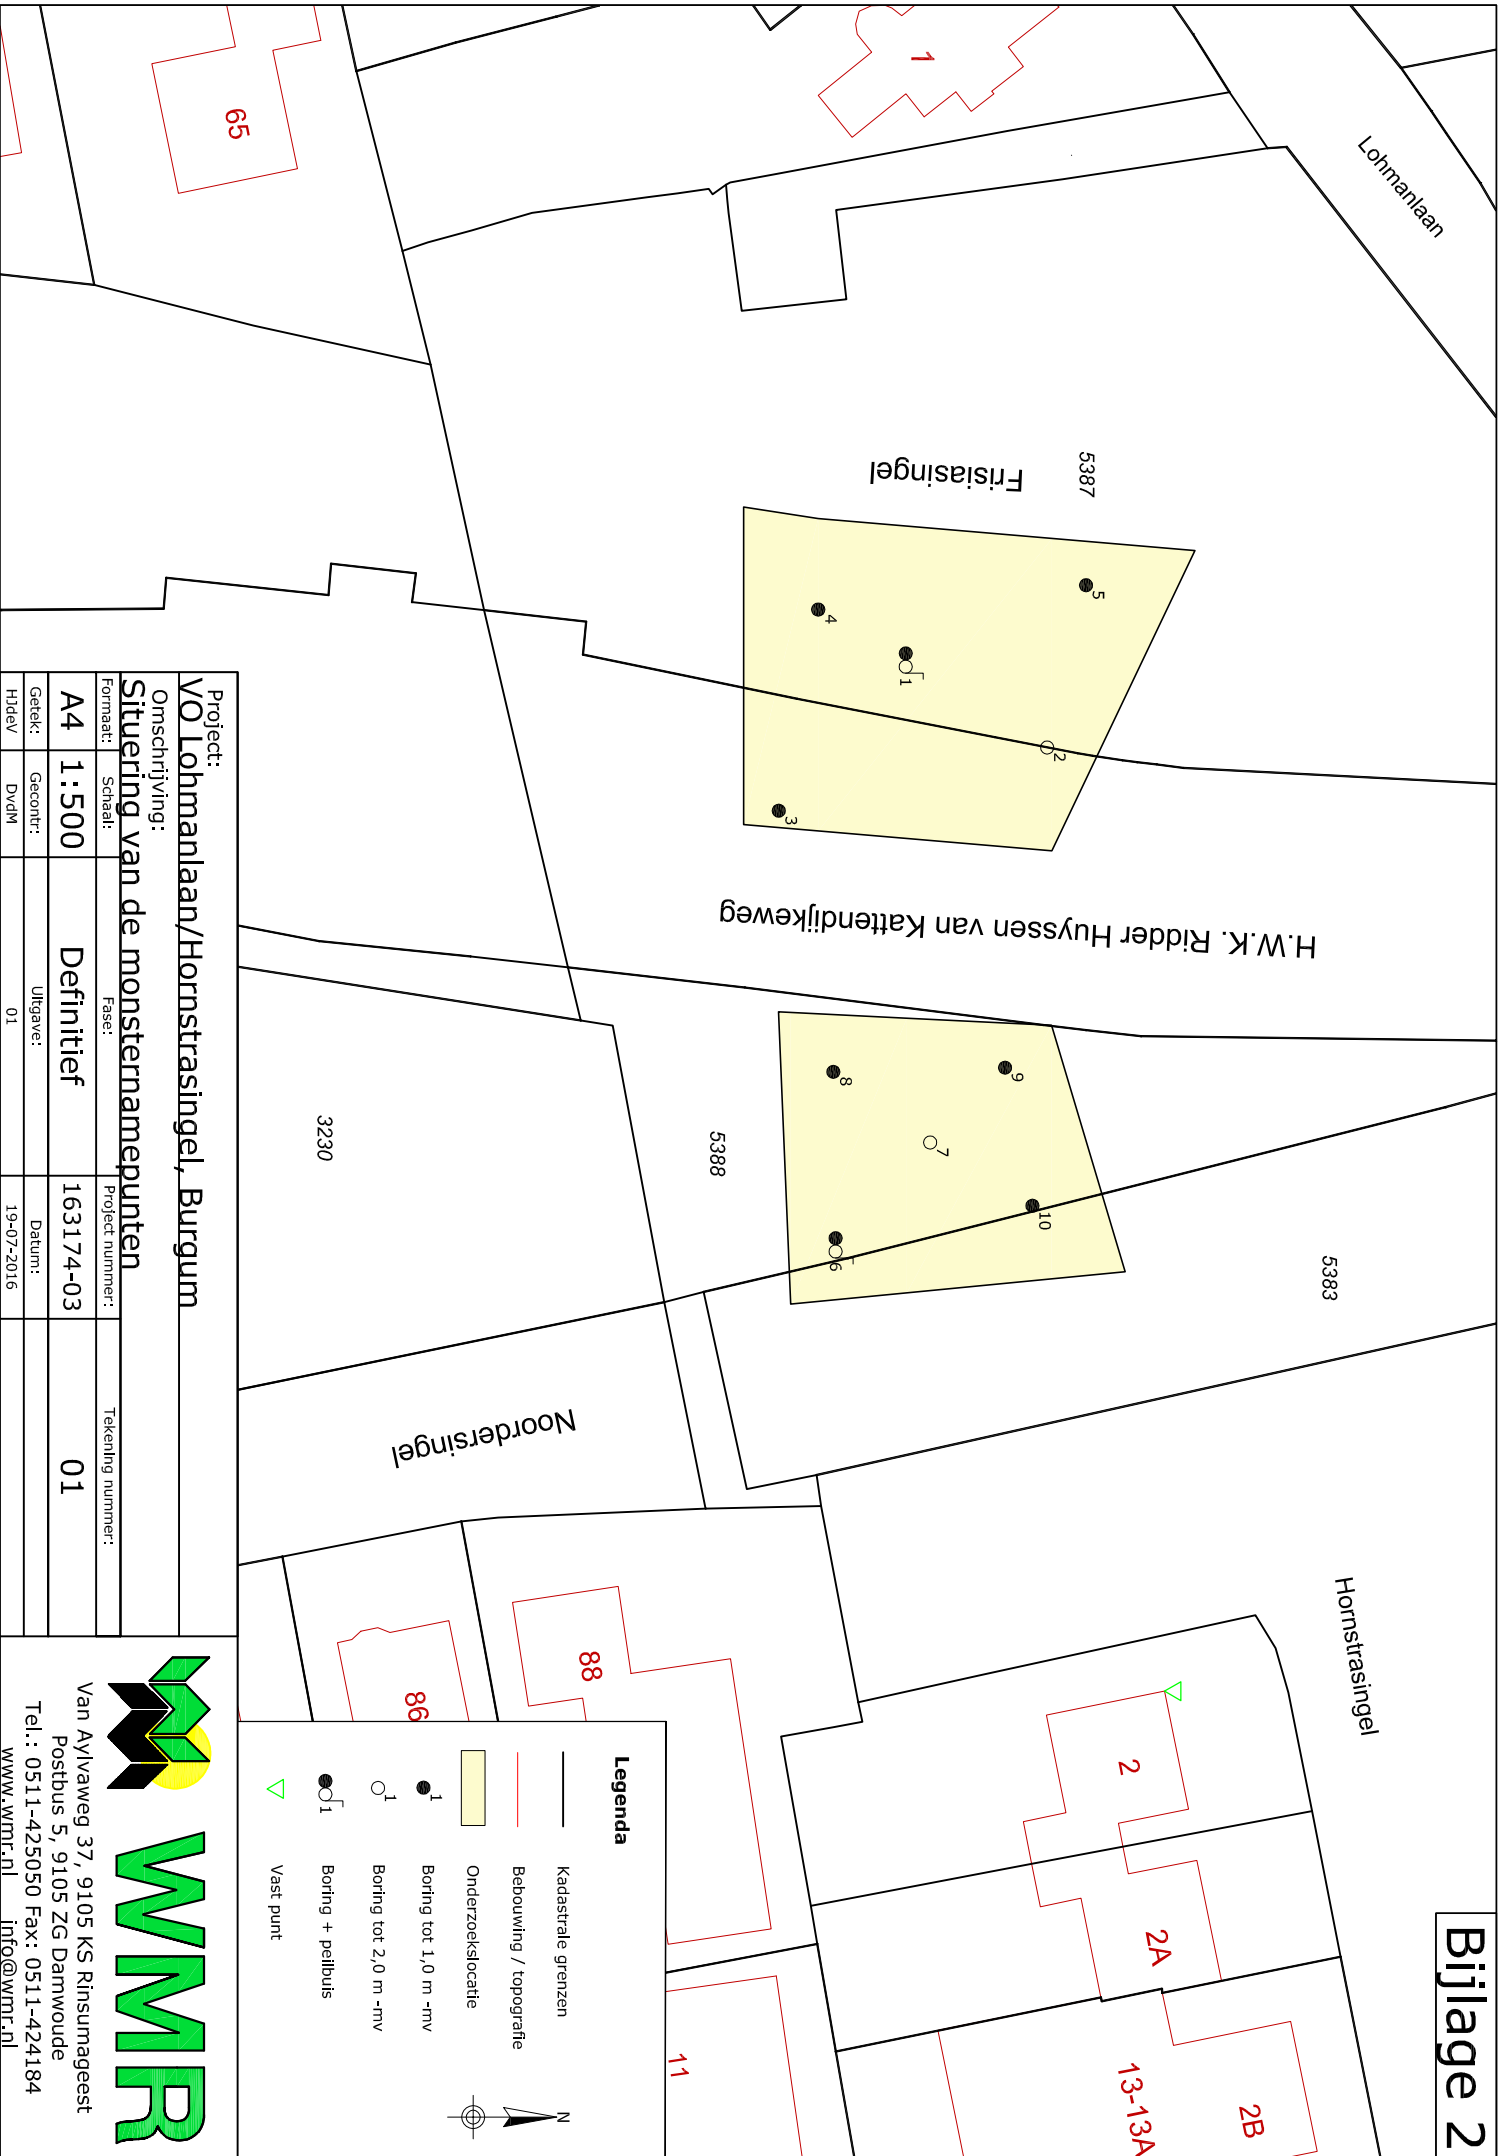 Bijlage 2
Lohmanlaan
Hornstrasingel
5387
Frisiasingel
H.W.K. Ridder Huyssen van Kattendijkeweg
5383
5388
3230
Noordersingel
1
65
5
4
1
2
3
9
8
7
10
6
2
2A
2B
13-13A
11
88
86
Legenda
Kadastrale grenzen
Bebouwing / topografie
Onderzoekslocatie
1 Boring tot 1,0 m -mv
1 Boring tot 2,0 m -mv
1 Boring + peilbuis
Vast punt
N
Project:
VO Lohmanlaan/Hornstrasingel, Burgum
Omschrijving:
Situering van de monsternamepunten
Formaat: Schaal: Fase: Project nummer: Tekening nummer:
A4 1:500 Definitief 163174-03 01
Getek: Gecontr: Uitgave: Datum:
HJdeV DvdM 01 19-07-2016
WMR
Van Aylvaweg 37, 9105 KS Rinsumageest
Postbus 5, 9105 ZG Damwoude
Tel.: 0511-425050 Fax: 0511-424184
www.wmr.nl info@wmr.nl